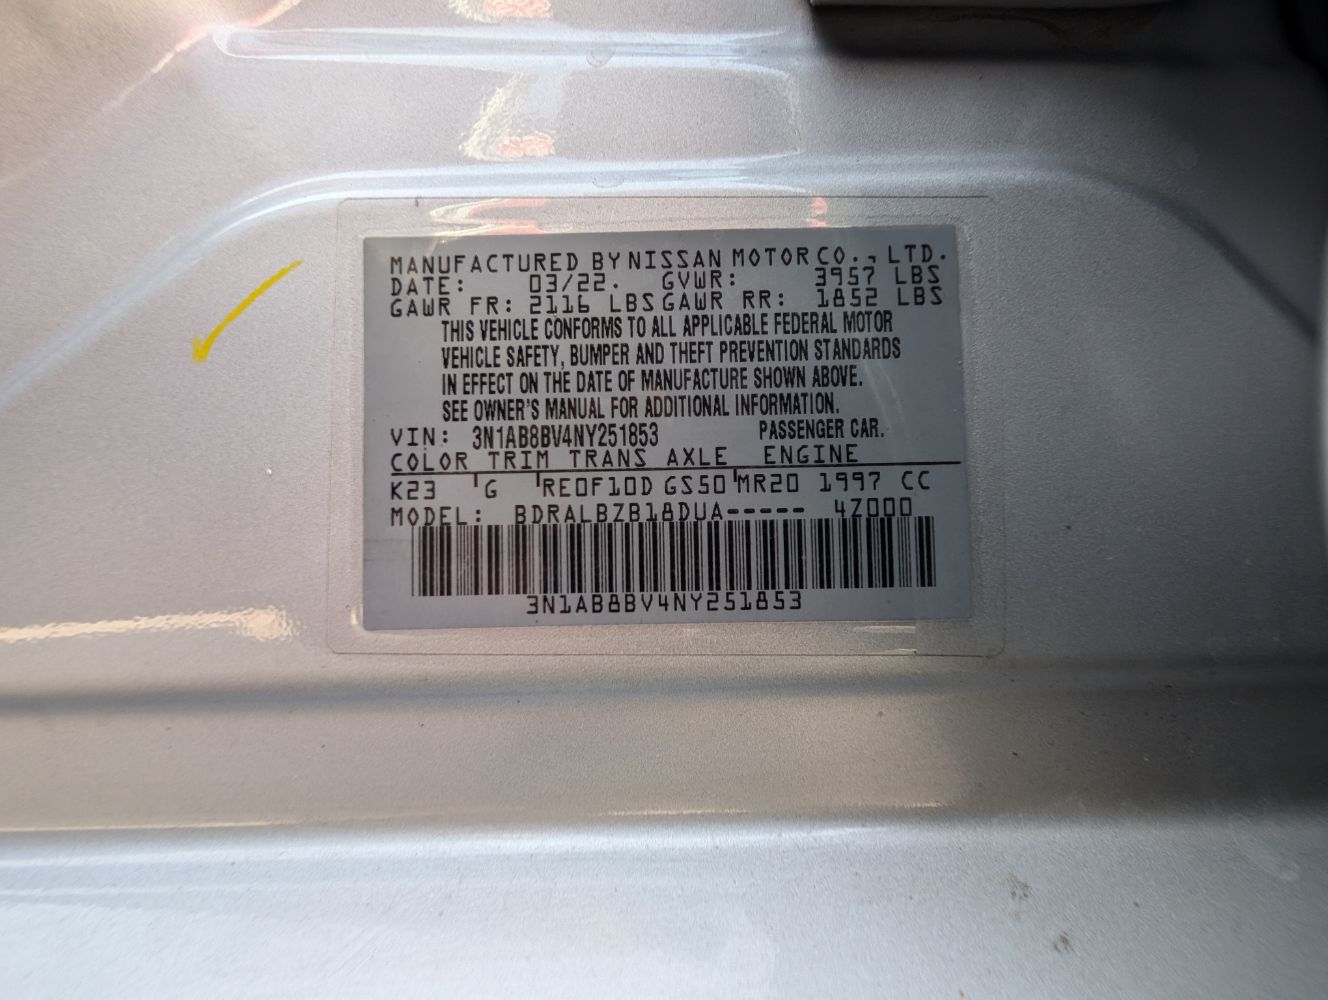 MANUFACTURED BY NISSAN MOTOR CO., LTD.
DATE: 03/22. GVWR: 3957 LBS
GAWR FR: 2116 LBS GAWR RR: 1852 LBS
THIS VEHICLE CONFORMS TO ALL APPLICABLE FEDERAL MOTOR
VEHICLE SAFETY, BUMPER AND THEFT PREVENTION STANDARDS
IN EFFECT ON THE DATE OF MANUFACTURE SHOWN ABOVE.
SEE OWNER'S MANUAL FOR ADDITIONAL INFORMATION.
VIN: 3N1AB8BV4NY251853 PASSENGER CAR.
COLOR TRIM TRANS AXLE ENGINE
K23 'G 'RE0F10D GS50'MR20 1997 CC
MODEL: BDRALBZB18DUA----- 4Z000
3N1AB8BV4NY251853